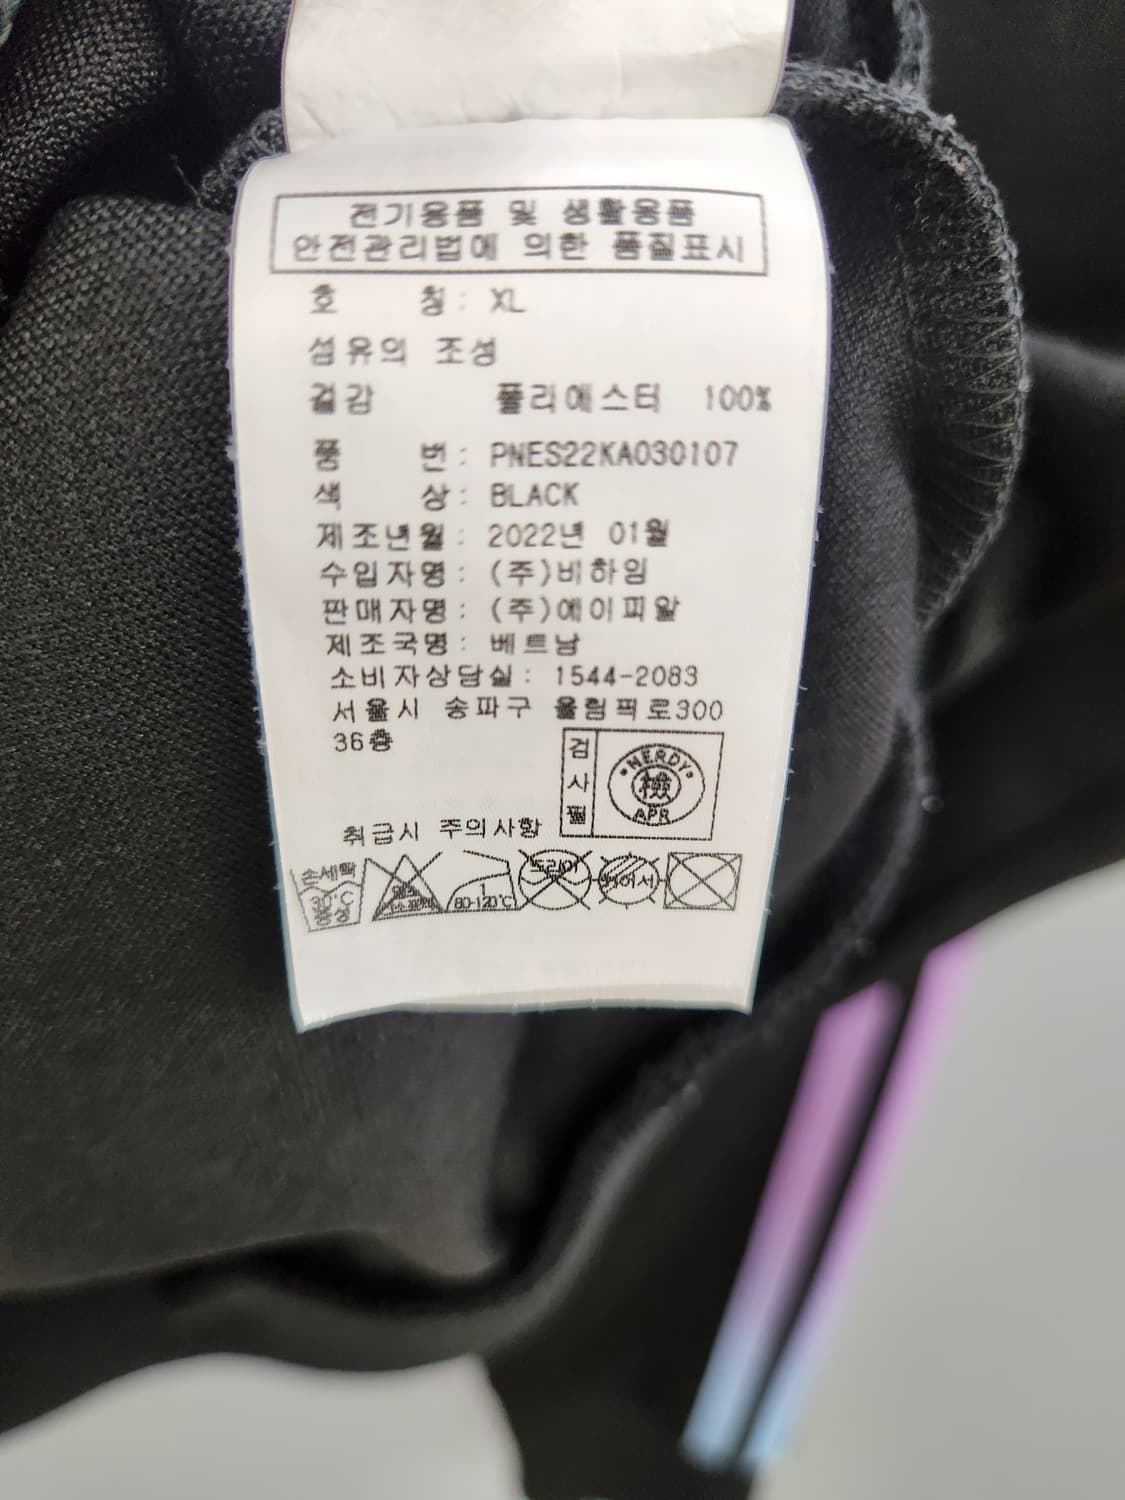 전기용품 및 생활용품
안전관리법에 의한 품질표시
호 칭 : XL
섬유의 조성
겉감 폴리에스터 100%
품 번 : PNES22KA030107
색 상 : BLACK
제조년월 : 2022년 01월
수입자명 : (주)비하임
판매자명 : (주)에이피알
제조국명 : 베트남
소비자상담실 : 1544-2083
서울시 송파구 올림픽로300
36층
검사필
NERDY
檢
APR
취급시 주의사항
손세탁
30°C
중성
80-120°C
드라이
뉘어서